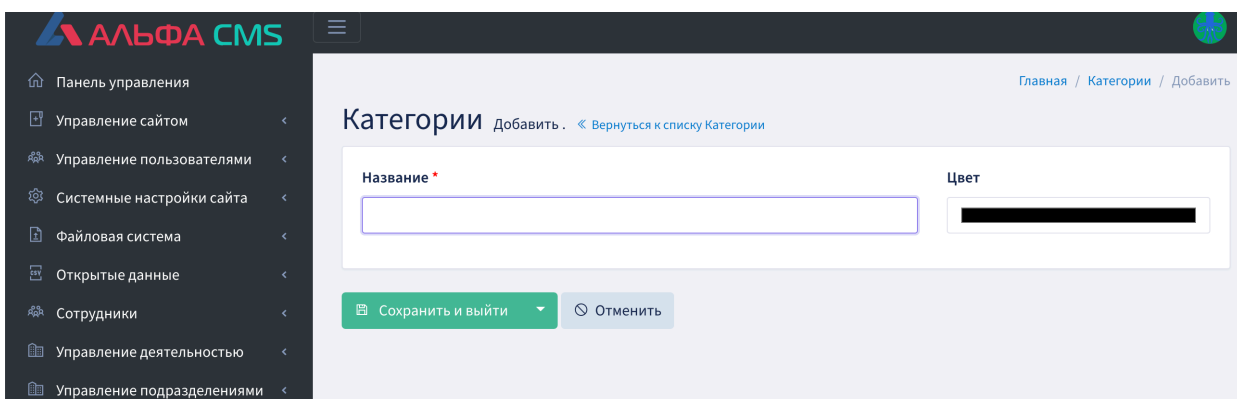 АЛЬФА CMS
Главная / Категории / Добавить
Панель управления
Управление сайтом
Управление пользователями
Системные настройки сайта
Файловая система
Открытые данные
Сотрудники
Управление деятельностью
Управление подразделениями
Категории Добавить . « Вернуться к списку Категории
Название *
Цвет
Сохранить и выйти
Отменить